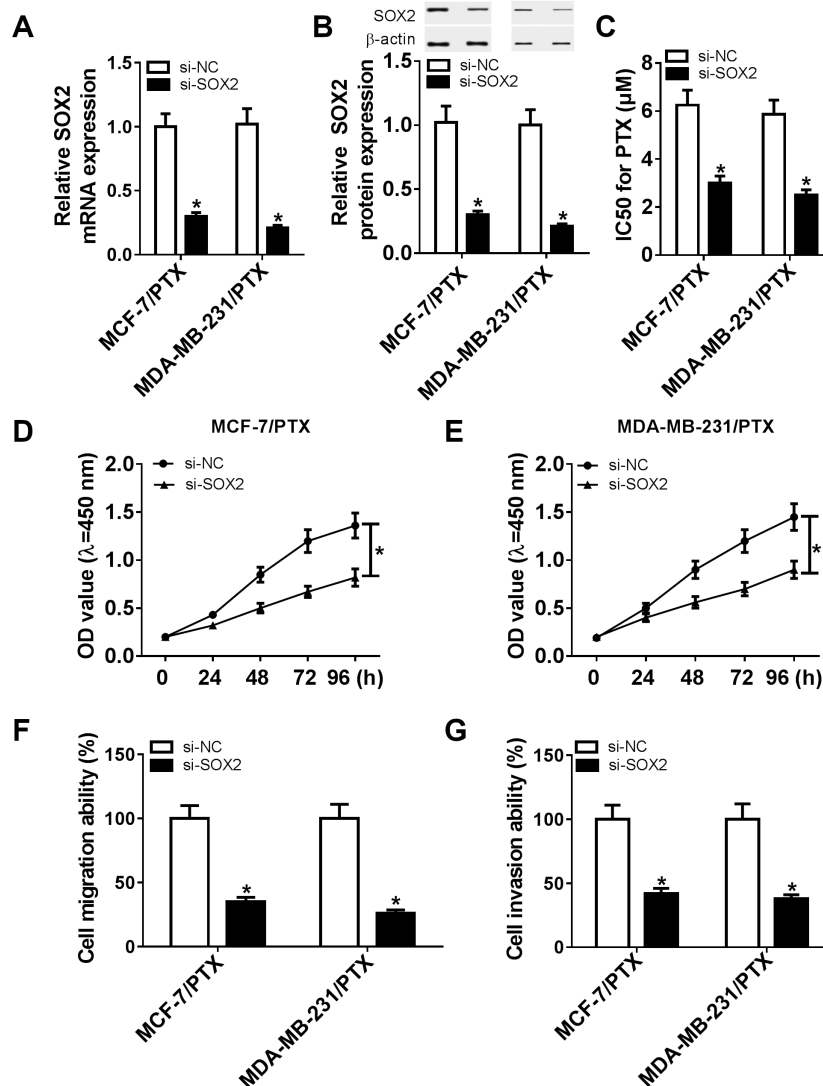 A
Relative SOX2
mRNA expression
si-NC
si-SOX2
1.5
1.0
0.5
0.0
*
*
MCF-7/PTX
MDA-MB-231/PTX
B
SOX2
β-actin
Relative SOX2
protein expression
si-NC
si-SOX2
1.5
1.0
0.5
0.0
*
*
MCF-7/PTX
MDA-MB-231/PTX
C
IC50 for PTX (μM)
si-NC
si-SOX2
8
6
4
2
0
*
*
MCF-7/PTX
MDA-MB-231/PTX
D
MCF-7/PTX
OD value (λ=450 nm)
si-NC
si-SOX2
2.0
1.5
1.0
0.5
0.0
*
0 24 48 72 96 (h)
E
MDA-MB-231/PTX
OD value (λ=450 nm)
si-NC
si-SOX2
2.0
1.5
1.0
0.5
0.0
*
0 24 48 72 96 (h)
F
Cell migration ability (%)
si-NC
si-SOX2
150
100
50
0
*
*
MCF-7/PTX
MDA-MB-231/PTX
G
Cell invasion ability (%)
si-NC
si-SOX2
150
100
50
0
*
*
MCF-7/PTX
MDA-MB-231/PTX